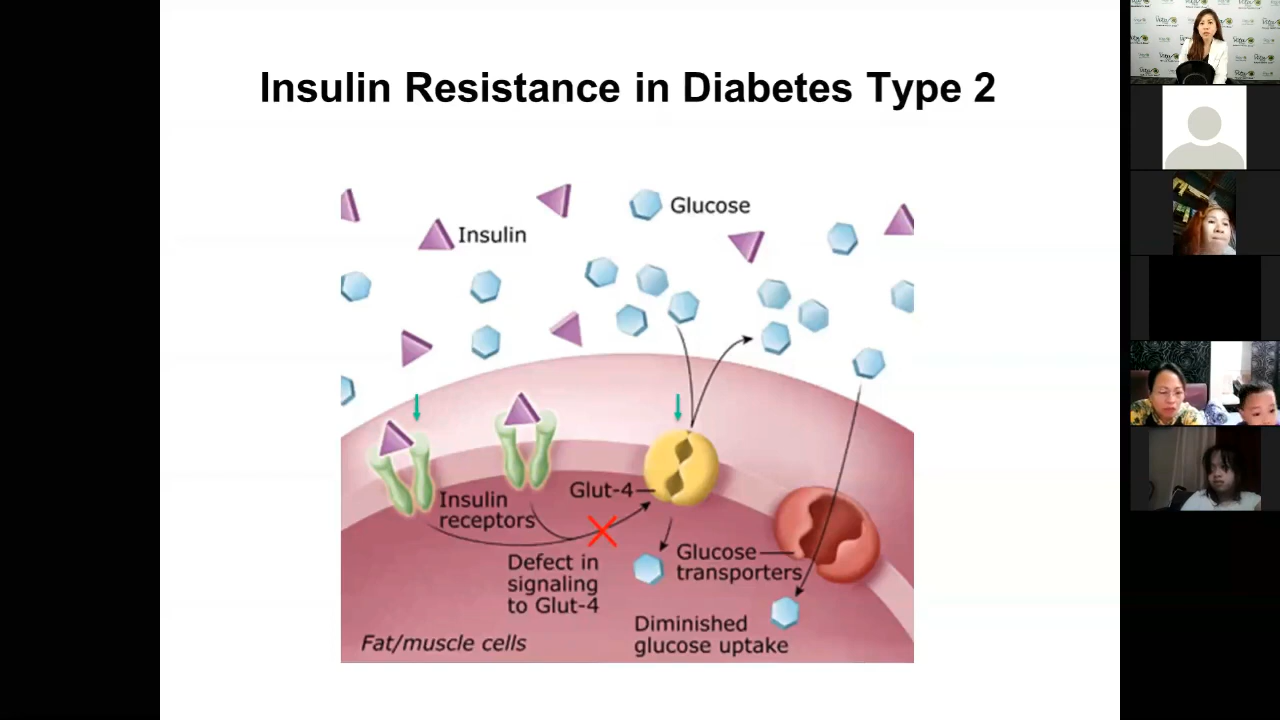 Insulin Resistance in Diabetes Type 2
Glucose
Insulin
Glut-4
Insulin
receptors
Defect in
signaling
to Glut-4
Glucose
transporters
Diminished
glucose uptake
Fat/muscle cells